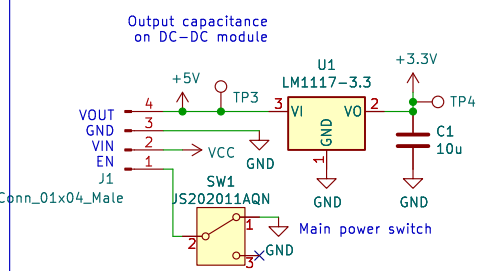 Output capacitance
on DC-DC module
+5V
TP3
U1
LM1117-3.3
+3.3V
TP4
VOUT 4
GND 3
VIN 2
EN 1
J1
Conn_01x04_Male
VCC
GND
3 VI VO 2
GND
1
GND
C1
10u
GND
SW1
JS202011AQN
1
2
3
GND
Main power switch